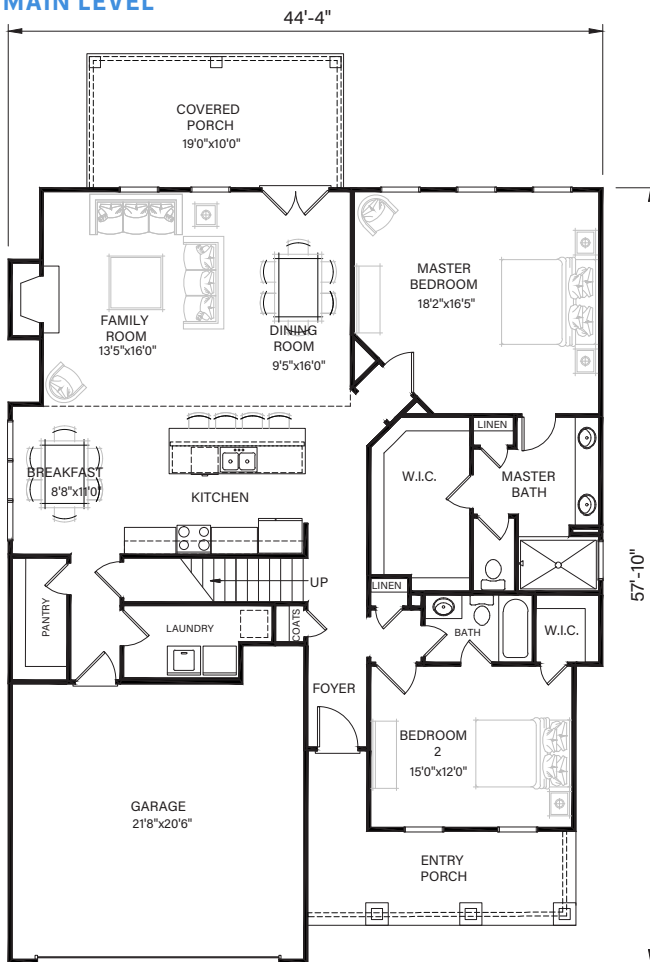 MAIN LEVEL
44'-4"
COVERED
PORCH
19'0"x10'0"
MASTER
BEDROOM
18'2"x16'5"
FAMILY
ROOM
13'5"x16'0"
DINING
ROOM
9'5"x16'0"
LINEN
W.I.C.
MASTER
BATH
BREAKFAST
8'8"x11'0"
KITCHEN
57'-10"
UP
LINEN
PANTRY
LAUNDRY
COATS
BATH
W.I.C.
FOYER
BEDROOM
2
15'0"x12'0"
GARAGE
21'8"x20'6"
ENTRY
PORCH